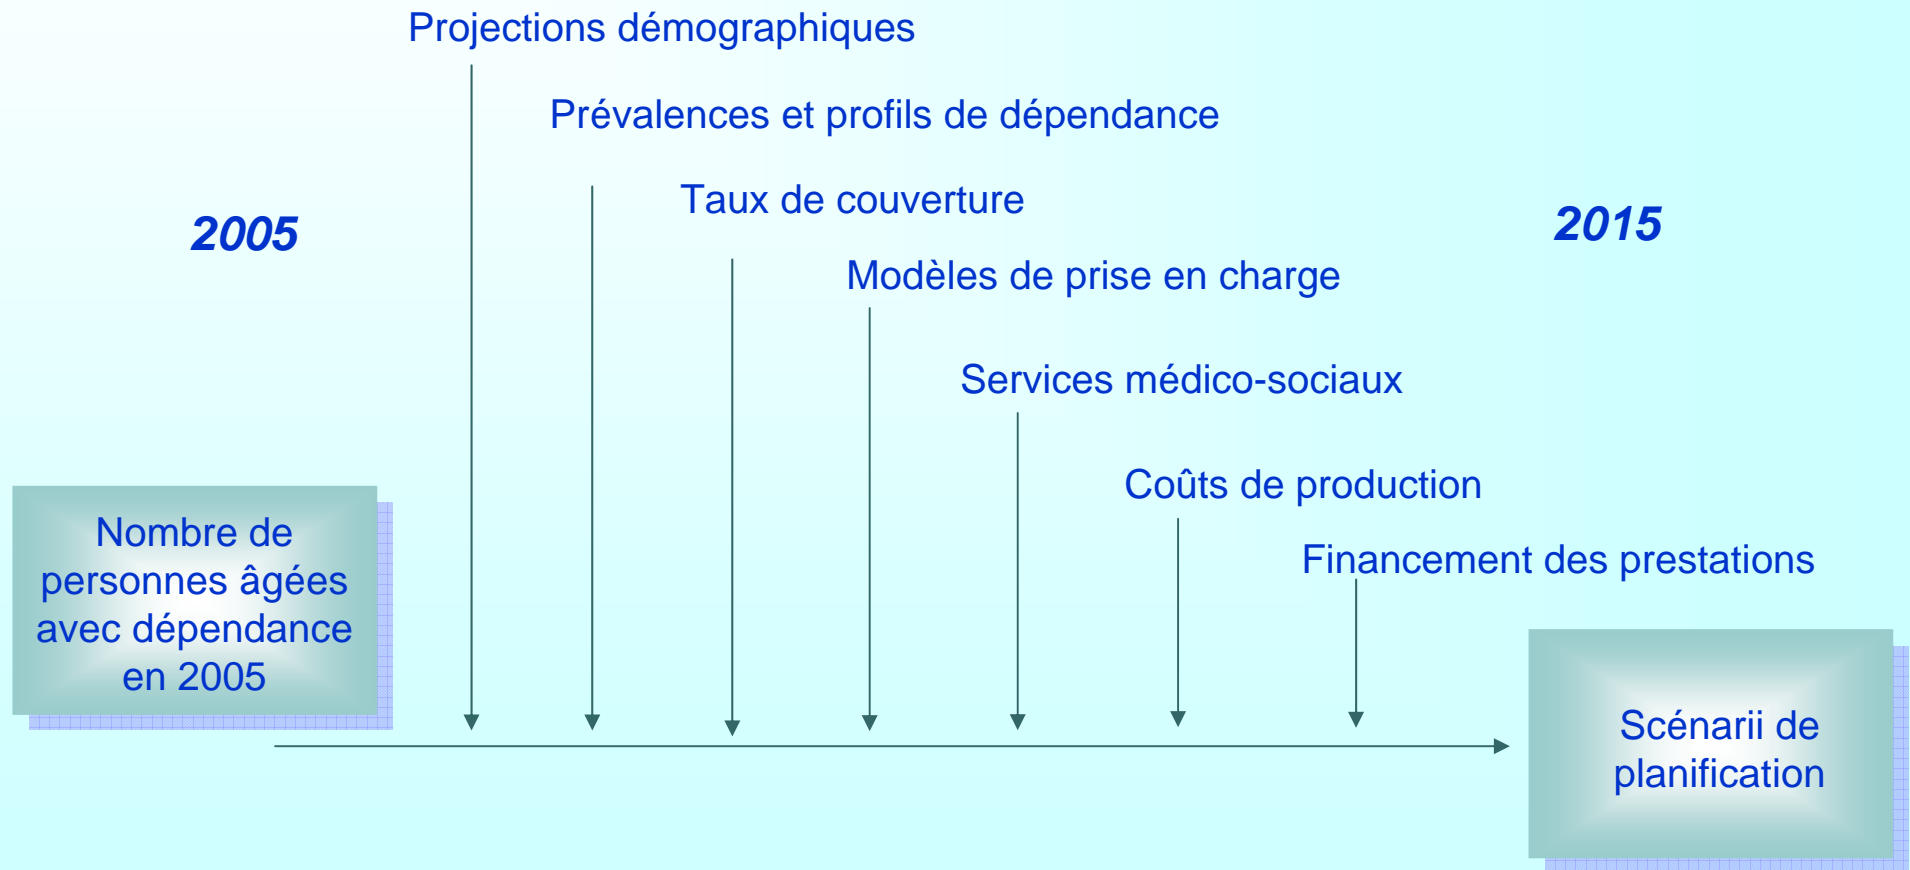 Projections démographiques
Prévalences et profils de dépendance
Taux de couverture
2005
2015
Modèles de prise en charge
Services médico-sociaux
Coûts de production
Financement des prestations
Nombre de
personnes âgées
avec dépendance
en 2005
Scénarii de
planification